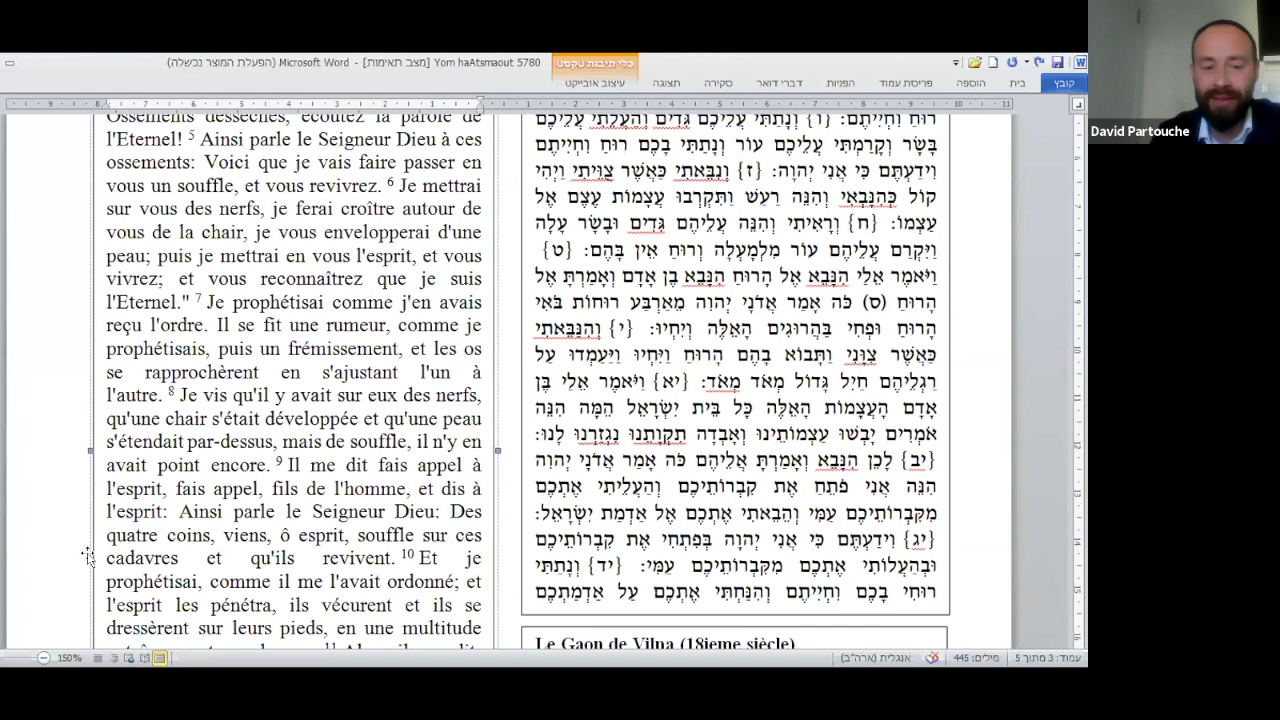 Yom haAtsmaout 5780 [מצב תאימות] - Microsoft Word (הפעלת המוצר נכשלה)
כלי תיבות טקסט
קובץ בית הוספה פריסת עמוד הפניות דברי דואר סקירה תצוגה עיצוב אובייקט
David Partouche
Ossements desséchés, écoutez la parole de
l'Eternel! 5 Ainsi parle le Seigneur Dieu à ces
ossements: Voici que je vais faire passer en
vous un souffle, et vous revivrez. 6 Je mettrai
sur vous des nerfs, je ferai croître autour de
vous de la chair, je vous envelopperai d'une
peau; puis je mettrai en vous l'esprit, et vous
vivrez; et vous reconnaîtrez que je suis
l'Eternel." 7 Je prophétisai comme j'en avais
reçu l'ordre. Il se fit une rumeur, comme je
prophétisais, puis un frémissement, et les os
se rapprochèrent en s'ajustant l'un à
l'autre. 8 Je vis qu'il y avait sur eux des nerfs,
qu'une chair s'était développée et qu'une peau
s'étendait par-dessus, mais de souffle, il n'y en
avait point encore. 9 Il me dit fais appel à
l'esprit, fais appel, fils de l'homme, et dis à
l'esprit: Ainsi parle le Seigneur Dieu: Des
quatre coins, viens, ô esprit, souffle sur ces
cadavres et qu'ils revivent. 10 Et je
prophétisai, comme il me l'avait ordonné; et
l'esprit les pénétra, ils vécurent et ils se
dressèrent sur leurs pieds, en une multitude
רוּחַ וִחְיִיתֶם: {ו} וְנָתַתִּי עֲלֵיכֶם גִּדִים וְהַעֲלֵתִי עֲלֵיכֶם
בָּשָׂר וְקָרַמְתִּי עֲלֵיכֶם עוֹר וְנָתַתִּי בָכֶם רוּחַ וִחְיִיתֶם
וִידַעְתֶּם כִּי אֲנִי יְהוָה: {ז} וְנִבֵּאתִי כַּאֲשֶׁר צֻוֵּיתִי וַיְהִי
קוֹל כְּהִנָּבְאִי וְהִנֵּה רַעַשׁ וַתִּקְרְבוּ עֲצָמוֹת עֶצֶם אֶל
עַצְמוֹ: {ח} וְרָאִיתִי וְהִנֵּה עֲלֵיהֶם גִּדִים וּבָשָׂר עָלָה
וַיִּקְרַם עֲלֵיהֶם עוֹר מִלְמָעְלָה וְרוּחַ אֵין בָּהֶם: {ט}
וַיֹּאמֶר אֵלַי הִנָּבֵא אֶל הָרוּחַ הִנָּבֵא בֶן אָדָם וְאָמַרְתָּ אֶל
הָרוּחַ (ס) כֹּה אָמַר אֲדֹנָי יְהוִה מֵאַרְבַּע רוּחוֹת בֹּאִי
הָרוּחַ וּפְחִי בַּהֲרוּגִים הָאֵלֶּה וְיִחְיוּ: {י} וְהִנַּבֵּאתִי
כַּאֲשֶׁר צִוָּנִי וַתָּבוֹא בָהֶם הָרוּחַ וַיִּחְיוּ וַיַּעַמְדוּ עַל
רַגְלֵיהֶם חַיִל גָּדוֹל מְאֹד מְאֹד: {יא} וַיֹּאמֶר אֵלַי בֶּן
אָדָם הָעֲצָמוֹת הָאֵלֶּה כָּל בֵּית יִשְׂרָאֵל הֵמָּה הִנֵּה
אֹמְרִים יָבְשׁוּ עַצְמוֹתֵינוּ וְאָבְדָה תִקְוָתֵנוּ נִגְזַרְנוּ לָנוּ:
{יב} לָכֵן הִנָּבֵא וְאָמַרְתָּ אֲלֵיהֶם כֹּה אָמַר אֲדֹנָי יְהוִה
הִנֵּה אֲנִי פֹתֵחַ אֶת קִבְרוֹתֵיכֶם וְהַעֲלֵיתִי אֶתְכֶם
מִקִּבְרוֹתֵיכֶם עַמִּי וְהֵבֵאתִי אֶתְכֶם אֶל אַדְמַת יִשְׂרָאֵל:
{יג} וִידַעְתֶּם כִּי אֲנִי יְהוָה בְּפִתְחִי אֶת קִבְרוֹתֵיכֶם
וּבְהַעֲלוֹתִי אֶתְכֶם מִקִּבְרוֹתֵיכֶם עַמִּי: {יד} וְנָתַתִּי
רוּחִי בָכֶם וִחְיִיתֶם וְהִנַּחְתִּי אֶתְכֶם עַל אַדְמַתְכֶם
Le Gaon de Vilna (18ieme siècle)
עמוד: 3 מתוך 5 מילים: 445 אנגלית (ארה"ב) 150%